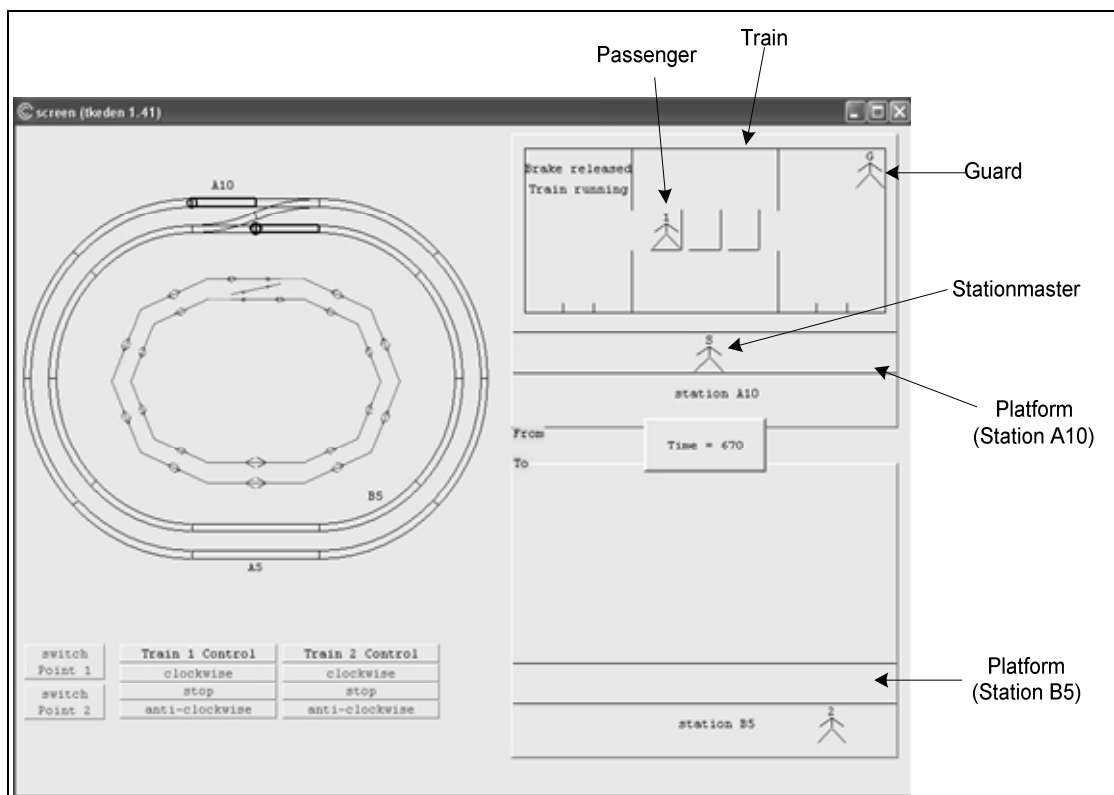 Train
Passenger
screen (tkeden 1.41)
Guard
Stationmaster
Platform
(Station A10)
Platform
(Station B5)
A10
B5
A5
switch
Point 1
switch
Point 2
Train 1 Control
clockwise
stop
anti-clockwise
Train 2 Control
clockwise
stop
anti-clockwise
Brake released
Train running
G
1
S
station A10
From
Time = 670
To
station B5
2